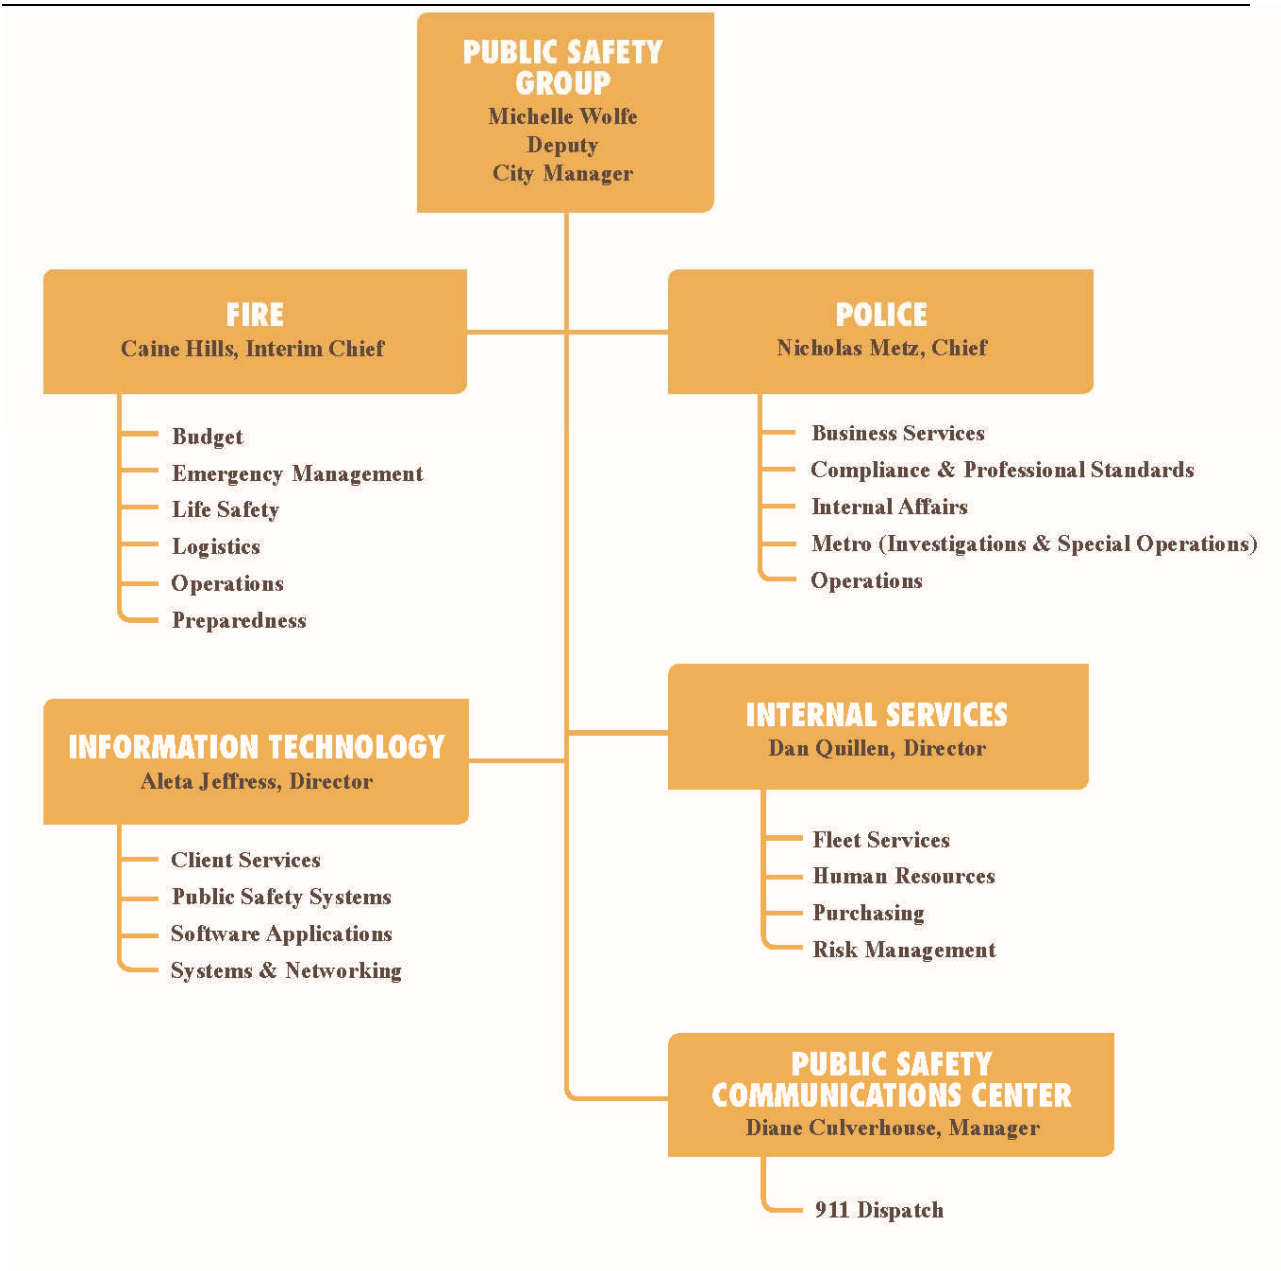 PUBLIC SAFETY
GROUP
Michelle Wolfe
Deputy
City Manager
FIRE
Caine Hills, Interim Chief
Budget
Emergency Management
Life Safety
Logistics
Operations
Preparedness
POLICE
Nicholas Metz, Chief
Business Services
Compliance & Professional Standards
Internal Affairs
Metro (Investigations & Special Operations)
Operations
INFORMATION TECHNOLOGY
Aleta Jeffress, Director
Client Services
Public Safety Systems
Software Applications
Systems & Networking
INTERNAL SERVICES
Dan Quillen, Director
Fleet Services
Human Resources
Purchasing
Risk Management
PUBLIC SAFETY
COMMUNICATIONS CENTER
Diane Culverhouse, Manager
911 Dispatch